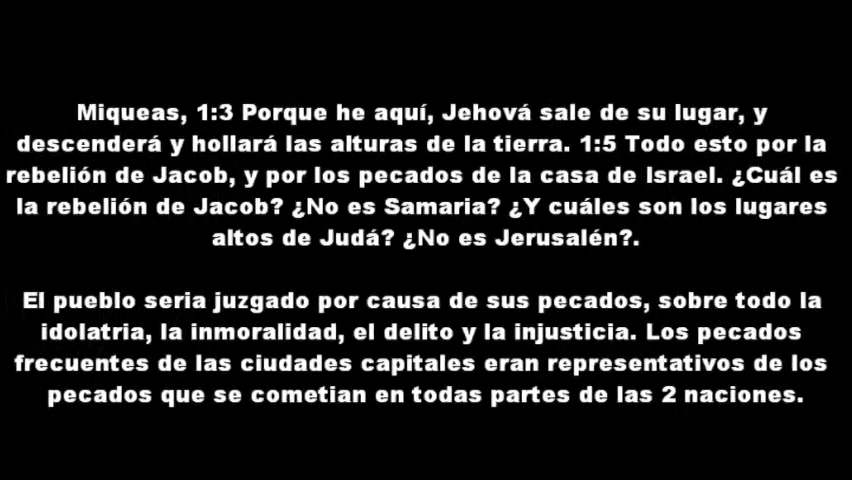 Miqueas, 1:3 Porque he aquí, Jehová sale de su lugar, y
descenderá y hollará las alturas de la tierra. 1:5 Todo esto por la
rebelión de Jacob, y por los pecados de la casa de Israel. ¿Cuál es
la rebelión de Jacob? ¿No es Samaria? ¿Y cuáles son los lugares
altos de Judá? ¿No es Jerusalén?.
El pueblo seria juzgado por causa de sus pecados, sobre todo la
idolatria, la inmoralidad, el delito y la injusticia. Los pecados
frecuentes de las ciudades capitales eran representativos de los
pecados que se cometian en todas partes de las 2 naciones.